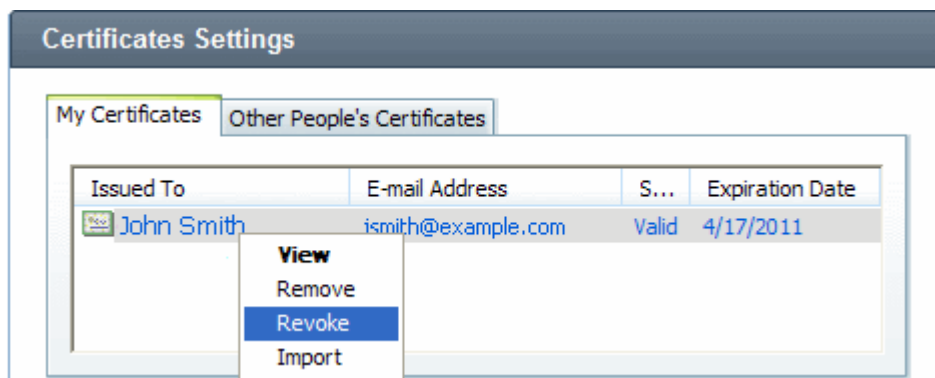 Certificates Settings
My Certificates Other People's Certificates
Issued To E-mail Address S... Expiration Date
John Smith jsmith@example.com Valid 4/17/2011
View
Remove
Revoke
Import